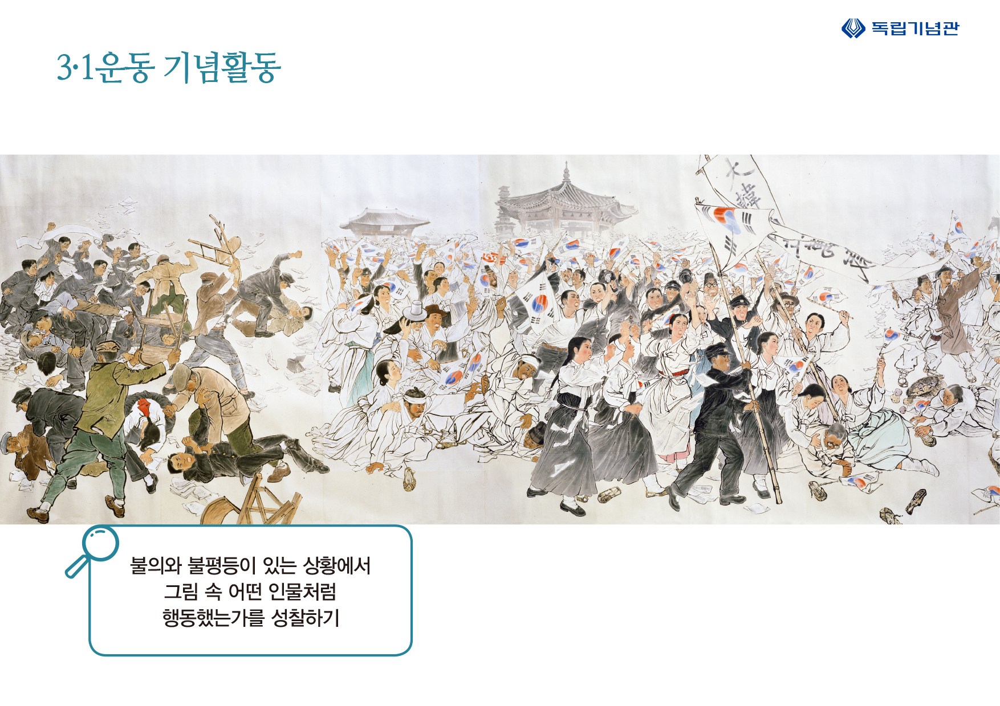 독립기념관
3·1운동 기념활동
大
韓
불의와 불평등이 있는 상황에서
그림 속 어떤 인물처럼
행동했는가를 성찰하기